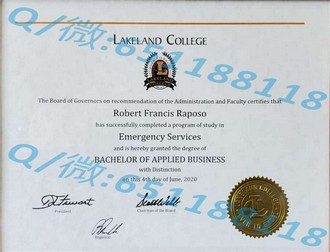 LAKELAND COLLEGE
LAKELAND
The Board of Governors on recommendation of the Administration and Faculty certifies that
Robert Francis Raposo
has successfully completed a program of study in
Emergency Services
and is hereby granted the degree of
BACHELOR OF APPLIED BUSINESS
with Distinction
on this 4th day of June, 2020
President
Chairman of the Board
Registrar
Q/微:651188118
Q/微:651188118